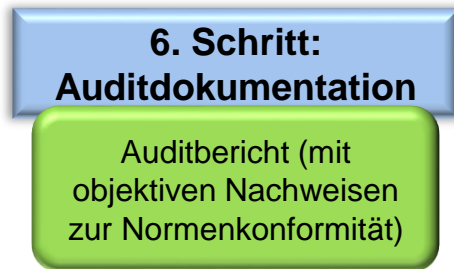 6. Schritt:
Auditdokumentation
Auditbericht (mit
objektiven Nachweisen
zur Normenkonformität)